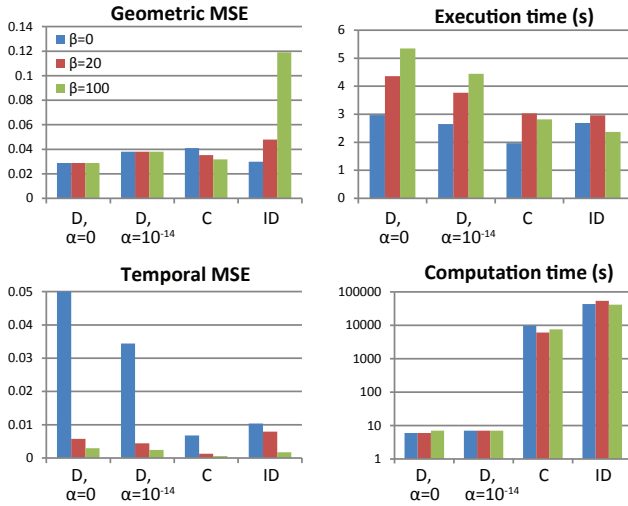 Geometric MSE
0.14
0.12
0.1
0.08
0.06
0.04
0.02
0
β=0
β=20
β=100
D, α=0
D, α=10⁻¹⁴
C
ID
Execution time (s)
6
5
4
3
2
1
0
D, α=0
D, α=10⁻¹⁴
C
ID
Temporal MSE
0.05
0.04
0.03
0.02
0.01
0
D, α=0
D, α=10⁻¹⁴
C
ID
Computation time (s)
100000
10000
1000
100
10
1
D, α=0
D, α=10⁻¹⁴
C
ID